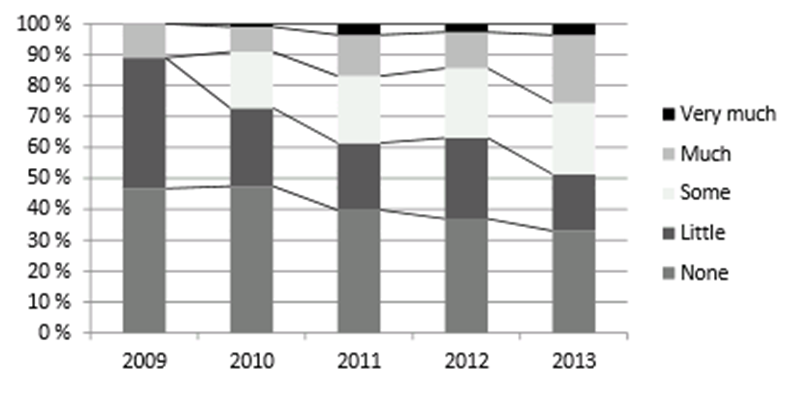 100 %
90 %
80 %
70 %
60 %
50 %
40 %
30 %
20 %
10 %
0 %
2009 2010 2011 2012 2013
Very much
Much
Some
Little
None